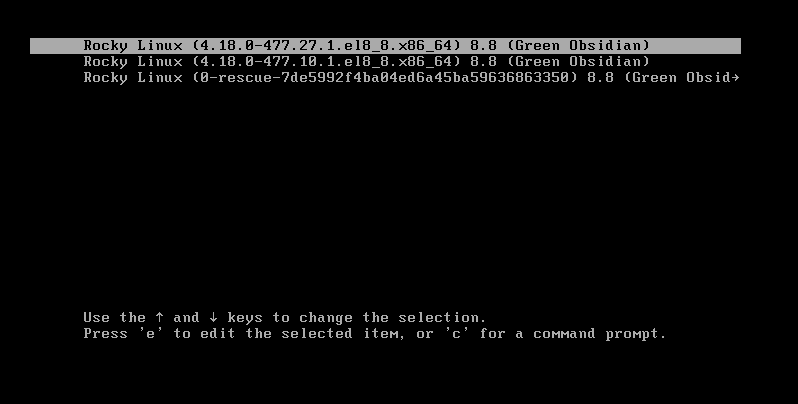 Rocky Linux (4.18.0-477.27.1.el8_8.x86_64) 8.8 (Green Obsidian)
Rocky Linux (4.18.0-477.10.1.el8_8.x86_64) 8.8 (Green Obsidian)
Rocky Linux (0-rescue-7de5992f4ba04ed6a45ba59636863350) 8.8 (Green Obsid→
Use the ↑ and ↓ keys to change the selection.
Press 'e' to edit the selected item, or 'c' for a command prompt.